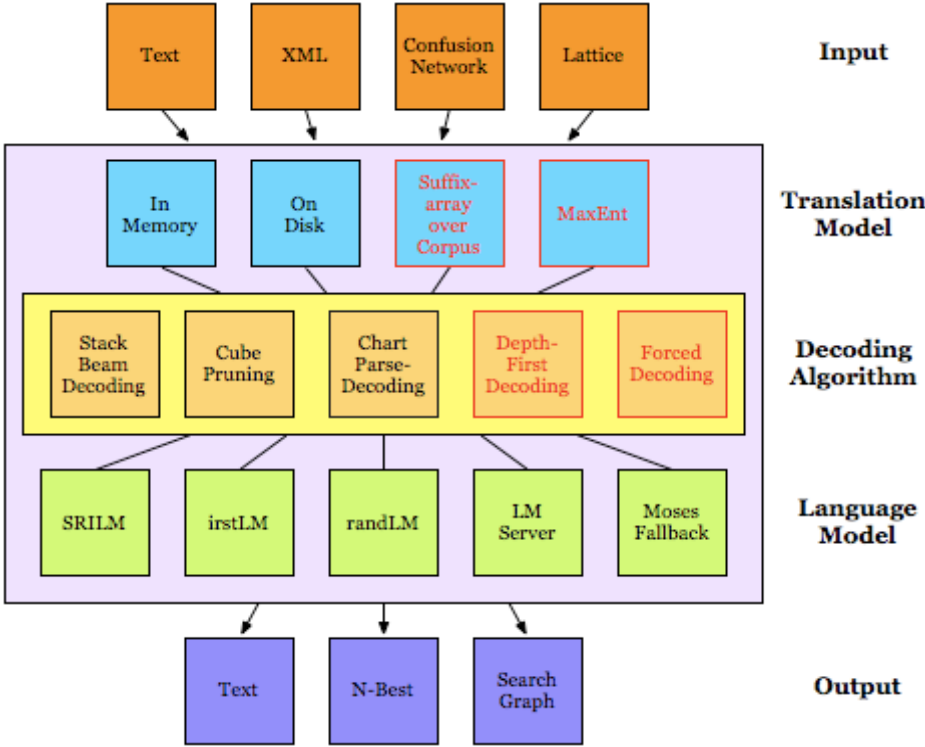 Text
XML
Confusion
Network
Lattice
Input
In
Memory
On
Disk
Suffix-
array
over
Corpus
MaxEnt
Translation
Model
Stack
Beam
Decoding
Cube
Pruning
Chart
Parse-
Decoding
Depth-
First
Decoding
Forced
Decoding
Decoding
Algorithm
SRILM
irstLM
randLM
LM
Server
Moses
Fallback
Language
Model
Text
N-Best
Search
Graph
Output